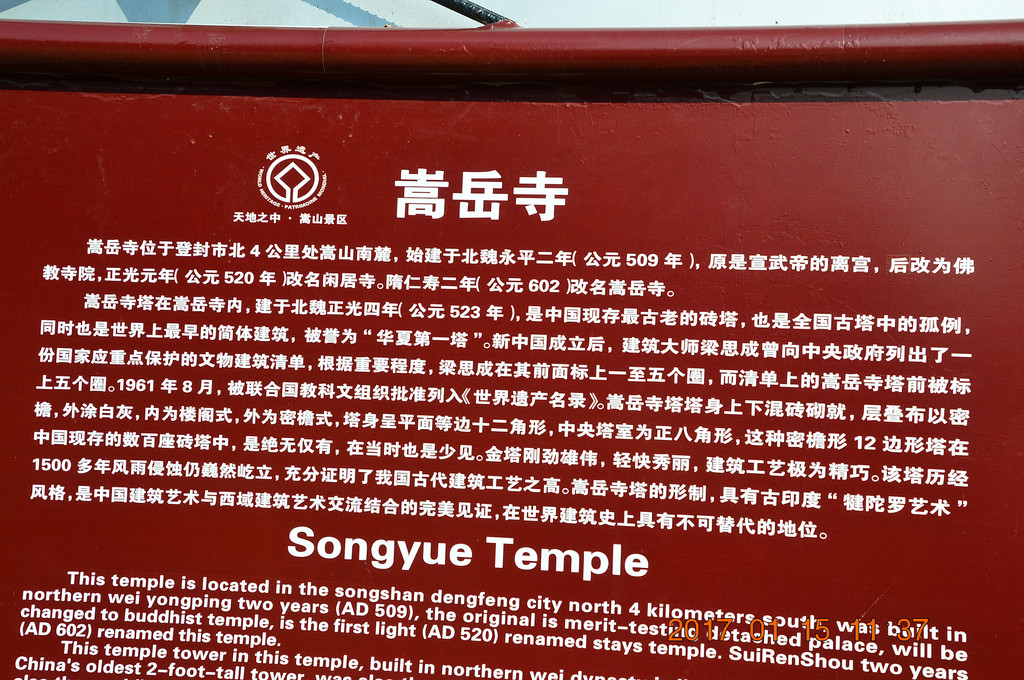 世界遗产
WORLD HERITAGE · PATRIMOINE MONDIAL
天地之中 · 嵩山景区
嵩岳寺
嵩岳寺位于登封市北 4 公里处嵩山南麓，始建于北魏永平二年（公元 509 年），原是宣武帝的离宫，后改为佛
教寺院，正光元年（公元 520 年）改名闲居寺。隋仁寿二年（公元 602）改名嵩岳寺。
嵩岳寺塔在嵩岳寺内，建于北魏正光四年（公元 523 年），是中国现存最古老的砖塔，也是全国古塔中的孤例，
同时也是世界上最早的筒体建筑，被誉为“华夏第一塔”。新中国成立后，建筑大师梁思成曾向中央政府列出了一
份国家应重点保护的文物建筑清单，根据重要程度，梁思成在其前面标上一至五个圈，而清单上的嵩岳寺塔前被标
上五个圈。1961 年 8 月，被联合国教科文组织批准列入《世界遗产名录》。嵩岳寺塔塔身上下混砖砌就，层叠布以密
檐，外涂白灰，内为楼阁式，外为密檐式，塔身呈平面等边十二角形，中央塔室为正八角形，这种密檐形 12 边形塔在
中国现存的数百座砖塔中，是绝无仅有，在当时也是少见。金塔刚劲雄伟，轻快秀丽，建筑工艺极为精巧。该塔历经
1500 多年风雨侵蚀仍巍然屹立，充分证明了我国古代建筑工艺之高。嵩岳寺塔的形制，具有古印度“犍陀罗艺术”
风格，是中国建筑艺术与西域建筑艺术交流结合的完美见证，在世界建筑史上具有不可替代的地位。
Songyue Temple
This temple is located in the songshan dengfeng city north 4 kilometers south, was built in
northern wei yongping two years (AD 509), the original is merit-tested detached palace, will be
changed to buddhist temple, is the first light (AD 520) renamed stays temple. SuiRenShou two years
(AD 602) renamed this temple.
This temple tower in this temple, built in northern wei dynasty
China's oldest 2-foot-tall tower, was also
2017 01 15 11 37